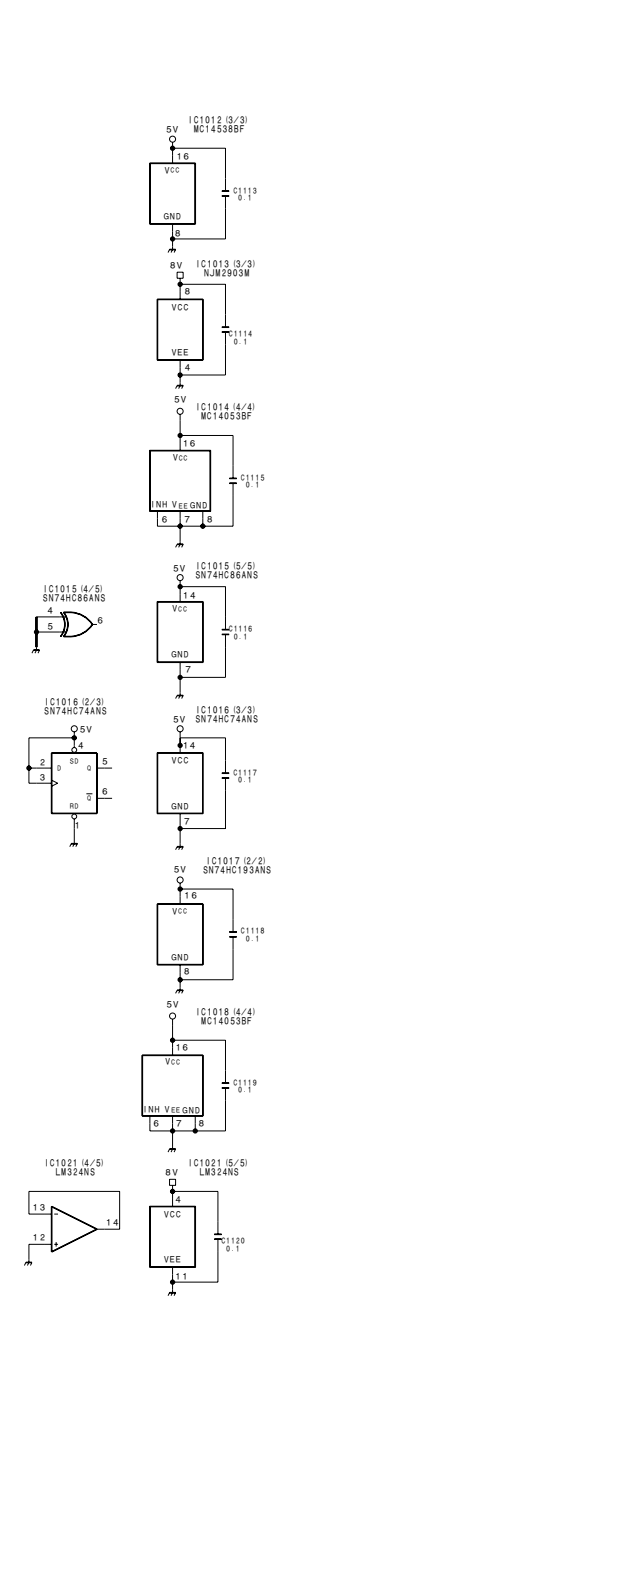 IC1012 (3/3)
MC14538BF
5V
16
VCC
C1113
0.1
GND
8
IC1013 (3/3)
NJM2903M
8V
8
VCC
C1114
0.1
VEE
4
IC1014 (4/4)
MC14053BF
5V
16
VCC
C1115
0.1
INH VEE GND
6 7 8
IC1015 (5/5)
SN74HC86ANS
5V
14
VCC
C1116
0.1
GND
7
IC1015 (4/5)
SN74HC86ANS
4
5
6
IC1016 (2/3)
SN74HC74ANS
5V
4
SD
2 D Q 5
3
Q 6
RD
1
IC1016 (3/3)
SN74HC74ANS
5V
14
VCC
C1117
0.1
GND
7
IC1017 (2/2)
SN74HC193ANS
5V
16
VCC
C1118
0.1
GND
8
IC1018 (4/4)
MC14053BF
5V
16
VCC
C1119
0.1
INH VEE GND
6 7 8
IC1021 (4/5)
LM324NS
13
-
14
12
+
IC1021 (5/5)
LM324NS
8V
4
VCC
C1120
0.1
VEE
11